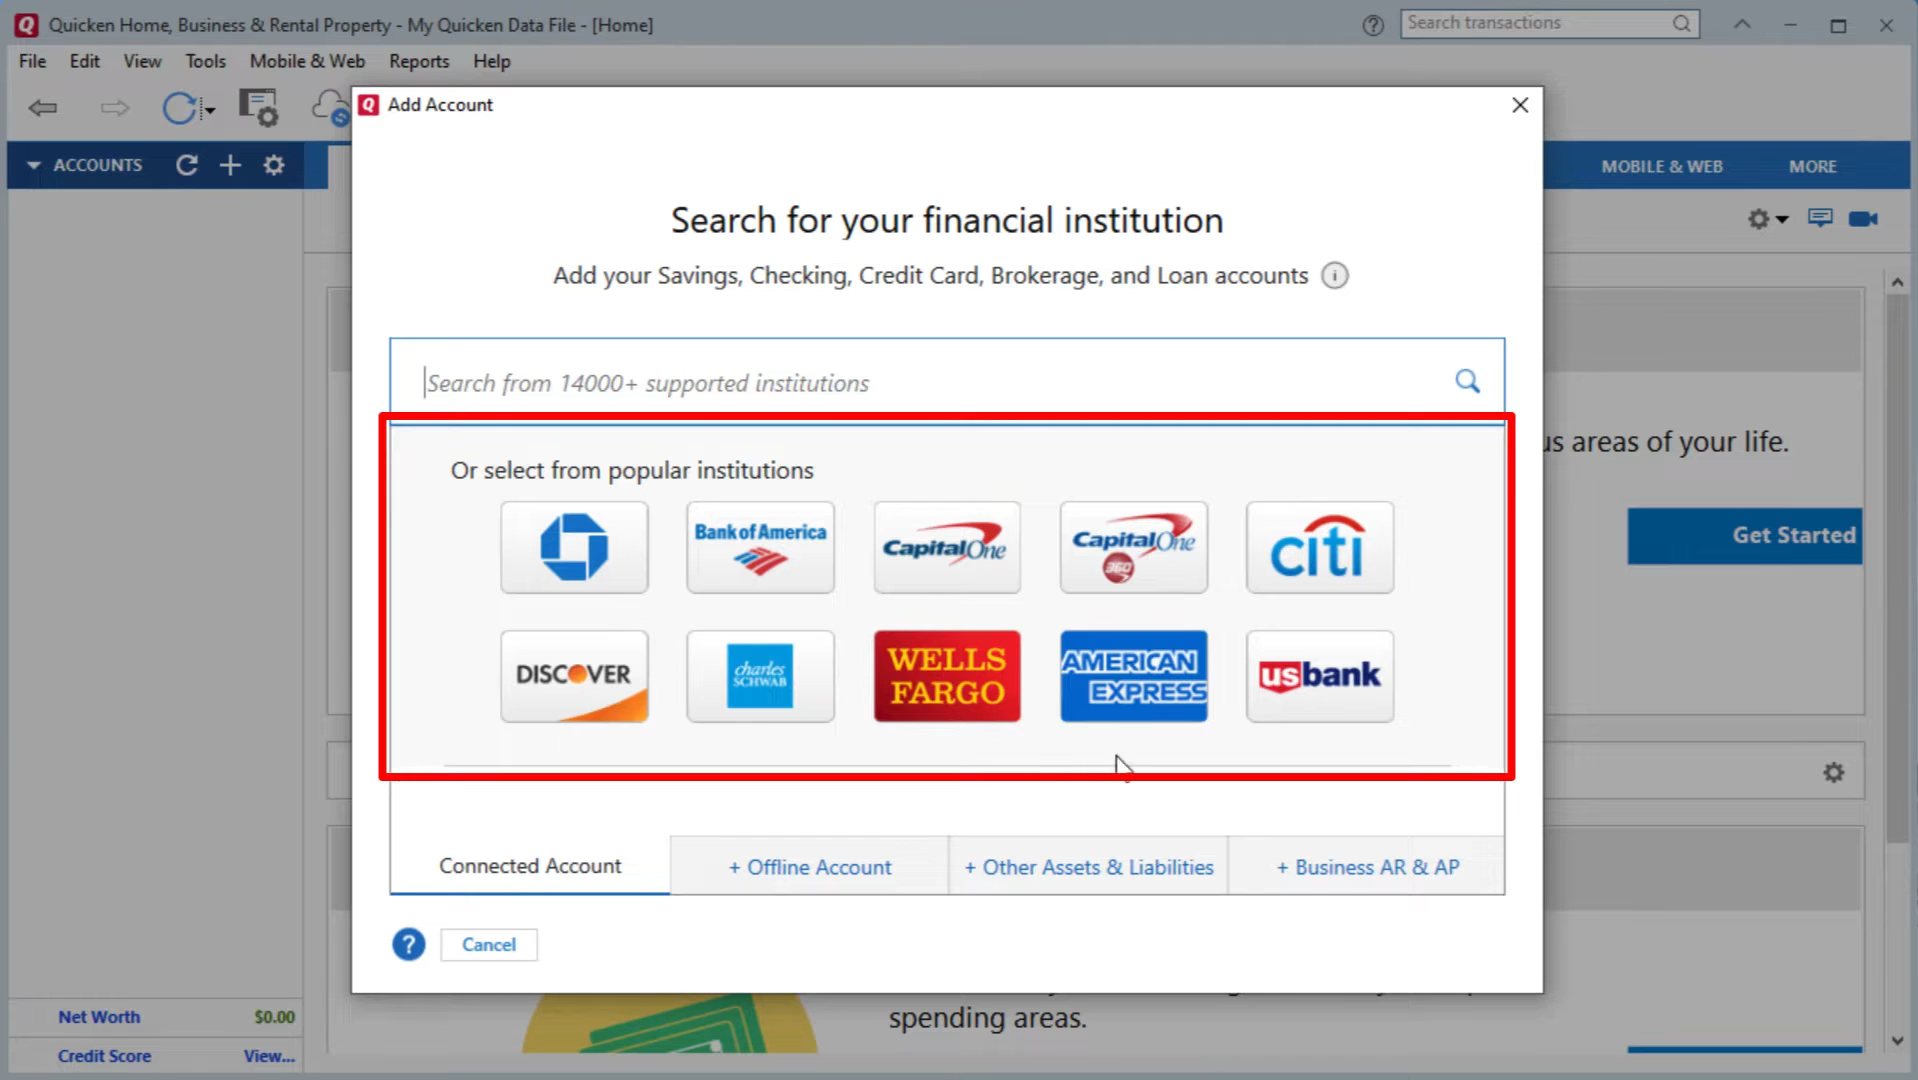 Quicken Home, Business & Rental Property - My Quicken Data File - [Home]
Search transactions
File Edit View Tools Mobile & Web Reports Help
Add Account
ACCOUNTS
MOBILE & WEB MORE
Search for your financial institution
Add your Savings, Checking, Credit Card, Brokerage, and Loan accounts
Search from 14000+ supported institutions
us areas of your life.
Or select from popular institutions
Bank of America
Capital One
Capital One
360
citi
Get Started
DISCOVER
charles
SCHWAB
WELLS
FARGO
AMERICAN
EXPRESS
usbank
Connected Account
+ Offline Account
+ Other Assets & Liabilities
+ Business AR & AP
?
Cancel
spending areas.
Net Worth $0.00
Credit Score View...